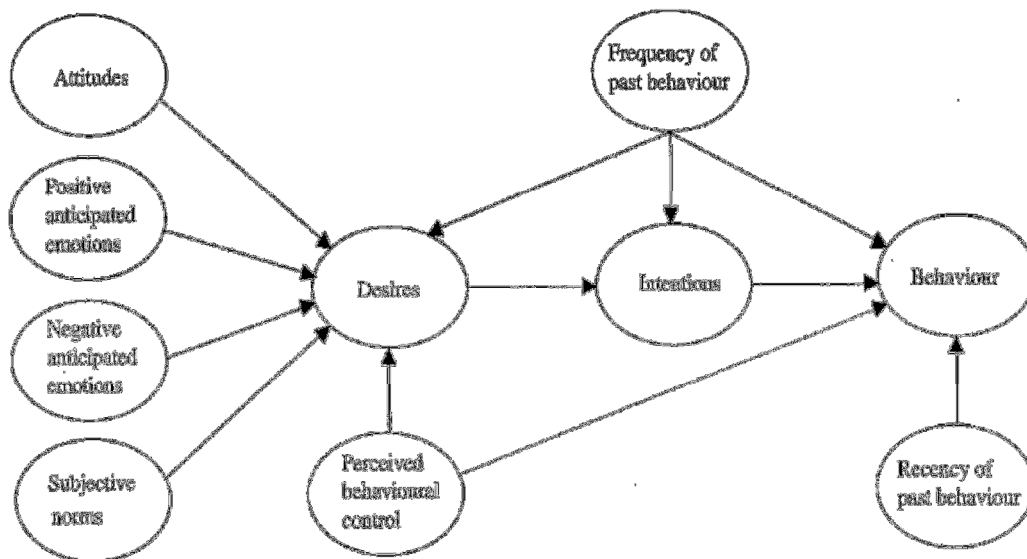 Attitudes
Frequency of
past behaviour
Positive
anticipated
emotions
Desires
Intentions
Behaviour
Negative
anticipated
emotions
Subjective
norms
Perceived
behavioural
control
Recency of
past behaviour